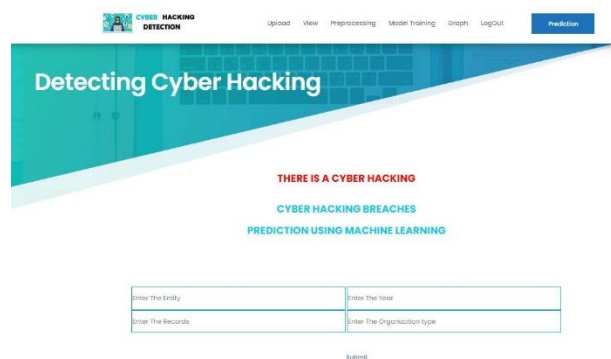 CYBER HACKING
DETECTION
Upload View Preprocessing Model Training Graph LogOut Prediction
Detecting Cyber Hacking
THERE IS A CYBER HACKING
CYBER HACKING BREACHES
PREDICTION USING MACHINE LEARNING
Enter The Entity Enter The Year
Enter The Records Enter The Organization type
Submit